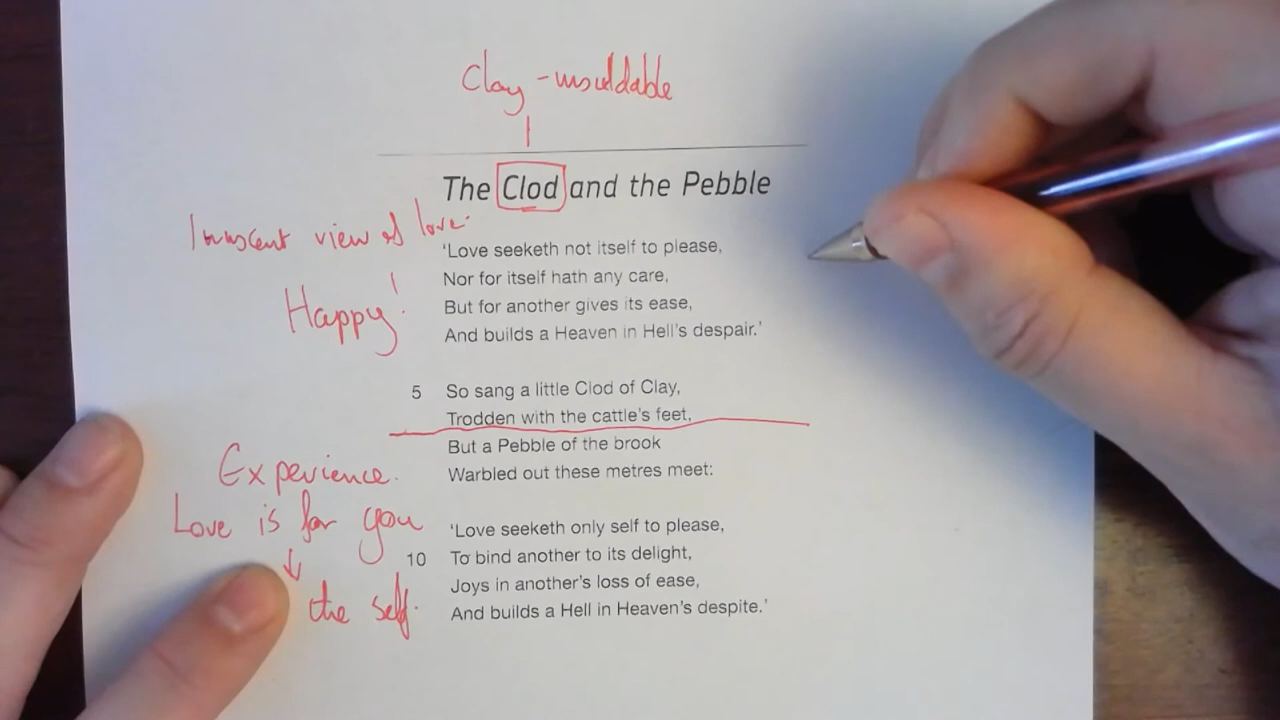 Clay - mouldable
The Clod and the Pebble
Innocent view of love.
'Love seeketh not itself to please,
Nor for itself hath any care,
Happy!
But for another gives its ease,
And builds a Heaven in Hell's despair.'
5 So sang a little Clod of Clay,
Trodden with the cattle's feet,
But a Pebble of the brook
Experience.
Warbled out these metres meet:
Love is for you
'Love seeketh only self to please,
10 To bind another to its delight,
↓
Joys in another's loss of ease,
the self.
And builds a Hell in Heaven's despite.'